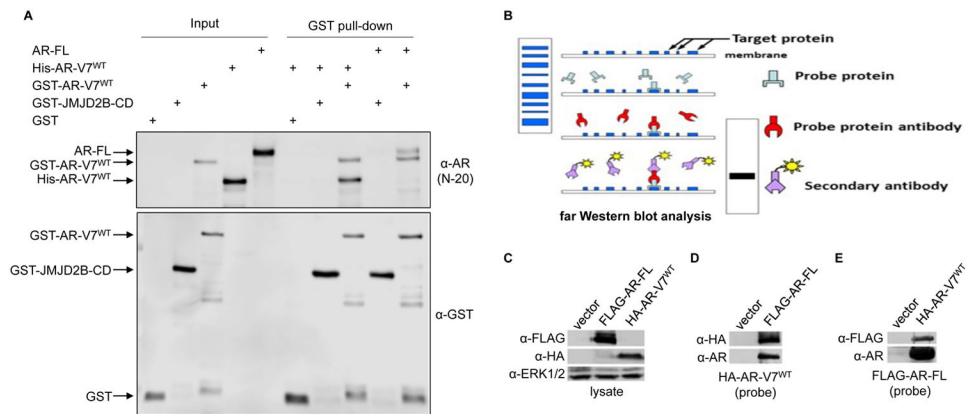 A
Input
GST pull-down
AR-FL + + +
His-AR-V7WT + + + +
GST-AR-V7WT + + +
GST-JMJD2B-CD + + +
GST + +
AR-FL
GST-AR-V7WT
His-AR-V7WT
α-AR
(N-20)
GST-AR-V7WT
GST-JMJD2B-CD
GST
α-GST
B
Target protein
membrane
Probe protein
Probe protein antibody
Secondary antibody
far Western blot analysis
C
vector
FLAG-AR-FL
HA-AR-V7WT
α-FLAG
α-HA
α-ERK1/2
lysate
D
vector
FLAG-AR-FL
α-HA
α-AR
HA-AR-V7WT
(probe)
E
vector
HA-AR-V7WT
α-FLAG
α-AR
FLAG-AR-FL
(probe)